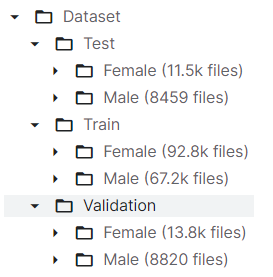 Dataset
Test
Female (11.5k files)
Male (8459 files)
Train
Female (92.8k files)
Male (67.2k files)
Validation
Female (13.8k files)
Male (8820 files)